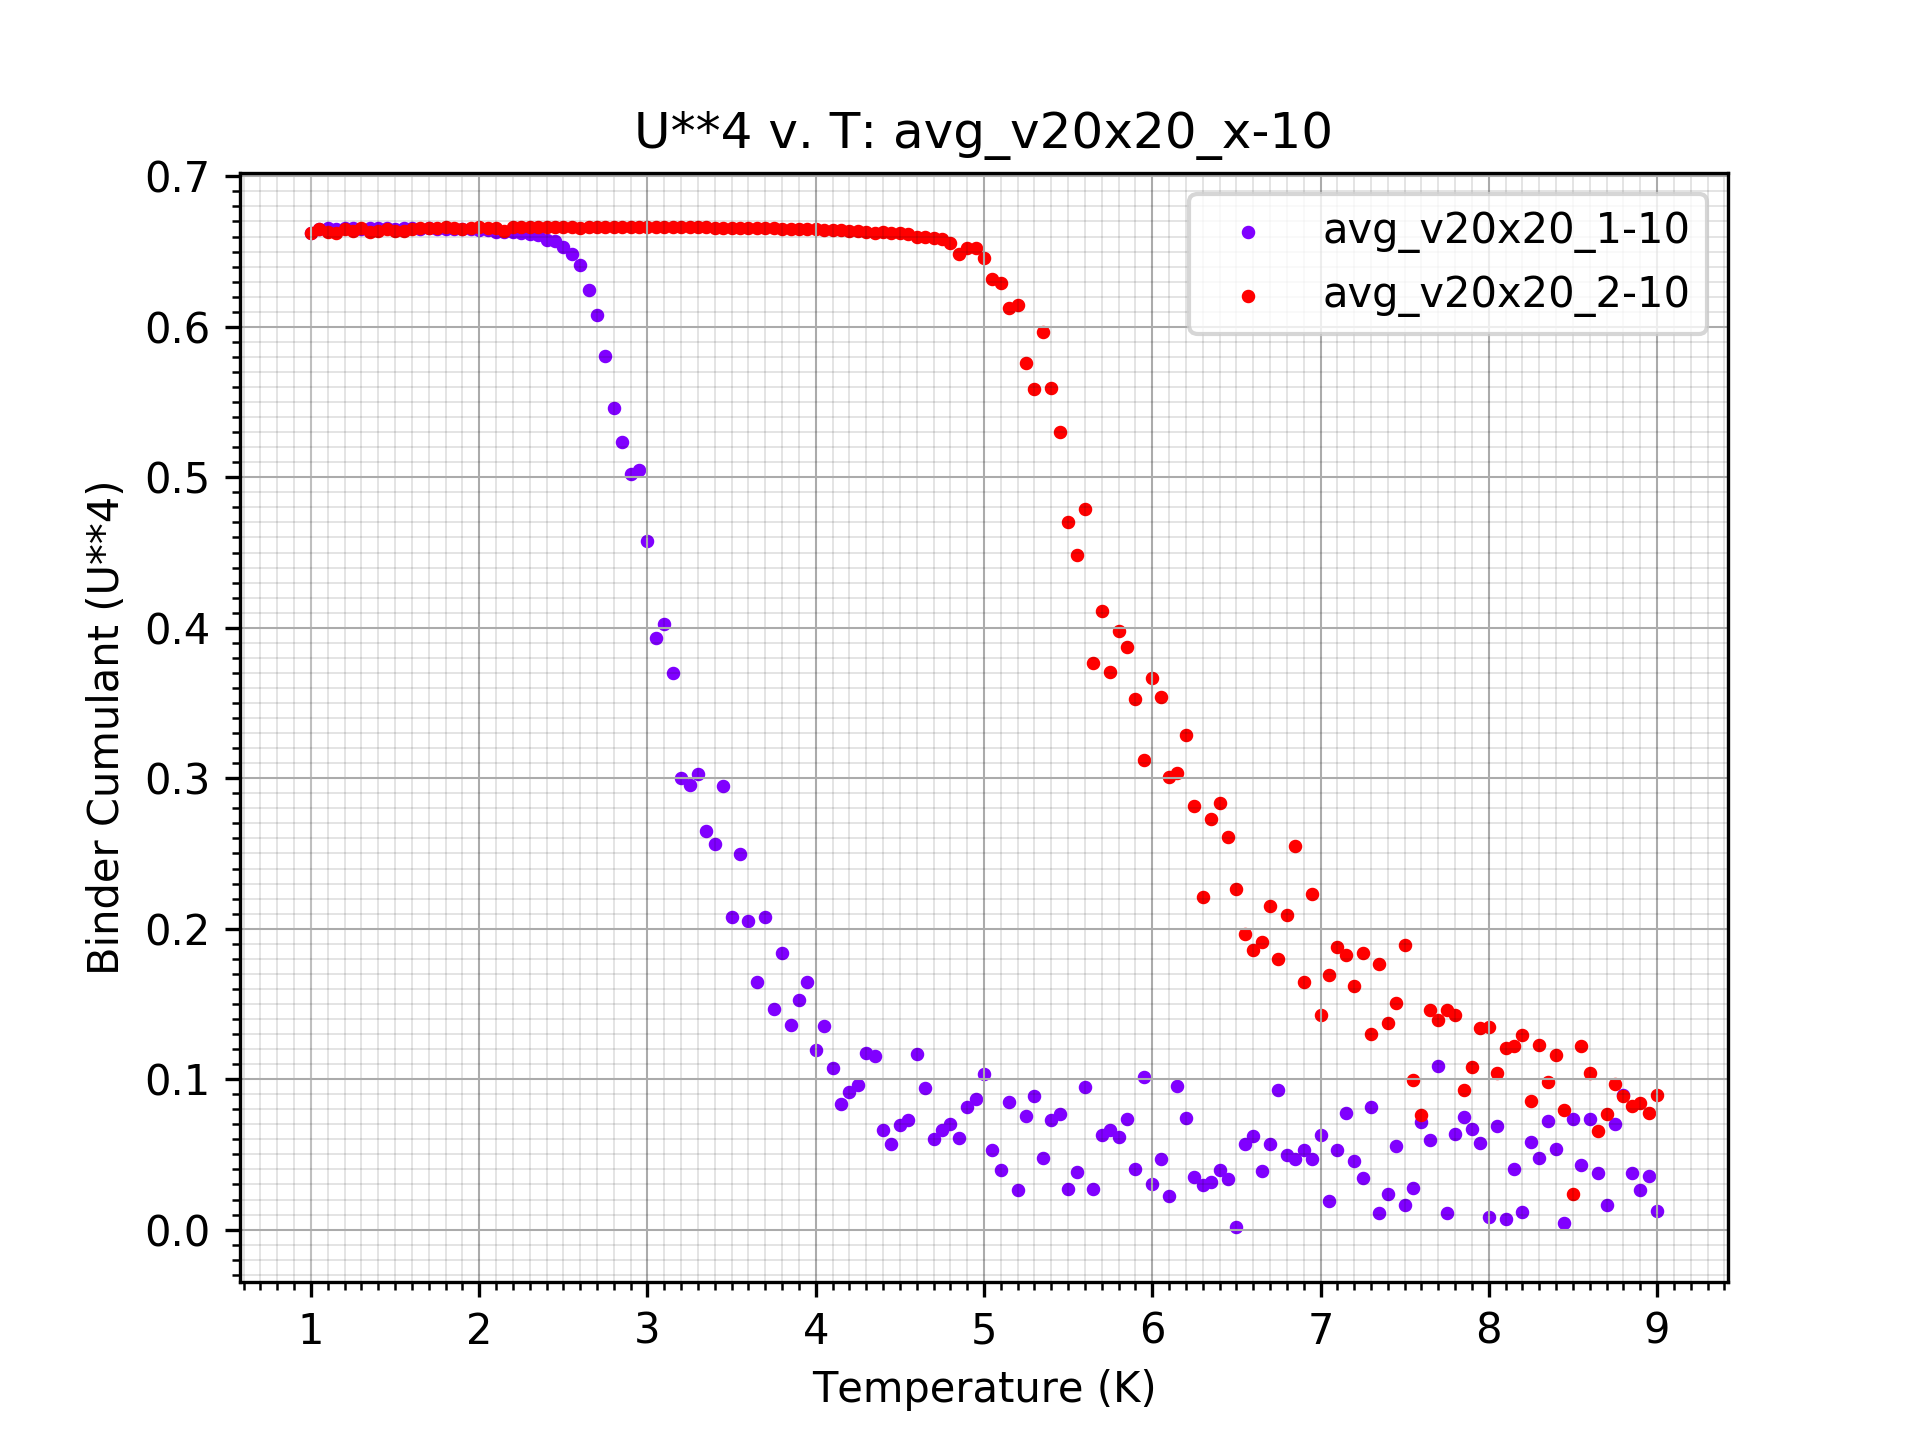 U**4 v. T: avg_v20x20_x-10
avg_v20x20_1-10
avg_v20x20_2-10
Binder Cumulant (U**4)
0.7
0.6
0.5
0.4
0.3
0.2
0.1
0.0
1 2 3 4 5 6 7 8 9
Temperature (K)